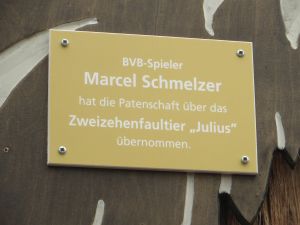 BVB-Spieler
Marcel Schmelzer
hat die Patenschaft über das
Zweizehenfaultier „Julius“
übernommen.